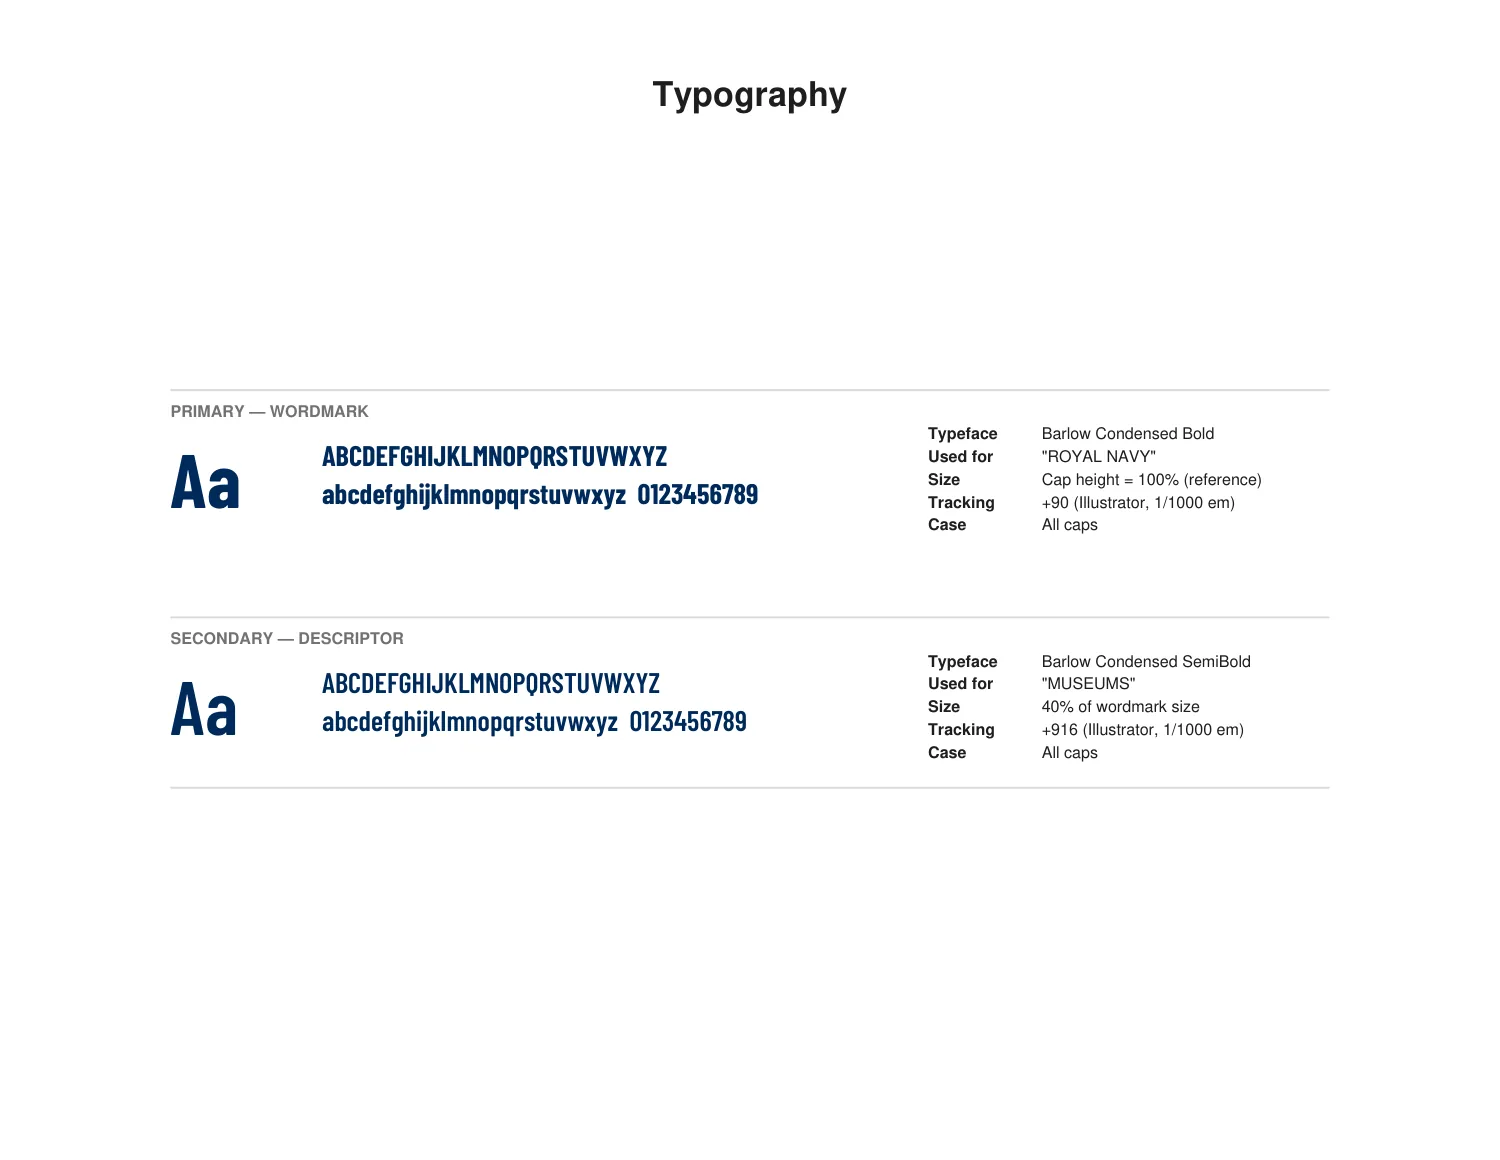 Typography
PRIMARY — WORDMARK
Aa
ABCDEFGHIJKLMNOPQRSTUVWXYZ
abcdefghijklmnopqrstuvwxyz 0123456789
Typeface Barlow Condensed Bold
Used for "ROYAL NAVY"
Size Cap height = 100% (reference)
Tracking +90 (Illustrator, 1/1000 em)
Case All caps
SECONDARY — DESCRIPTOR
Aa
ABCDEFGHIJKLMNOPQRSTUVWXYZ
abcdefghijklmnopqrstuvwxyz 0123456789
Typeface Barlow Condensed SemiBold
Used for "MUSEUMS"
Size 40% of wordmark size
Tracking +916 (Illustrator, 1/1000 em)
Case All caps